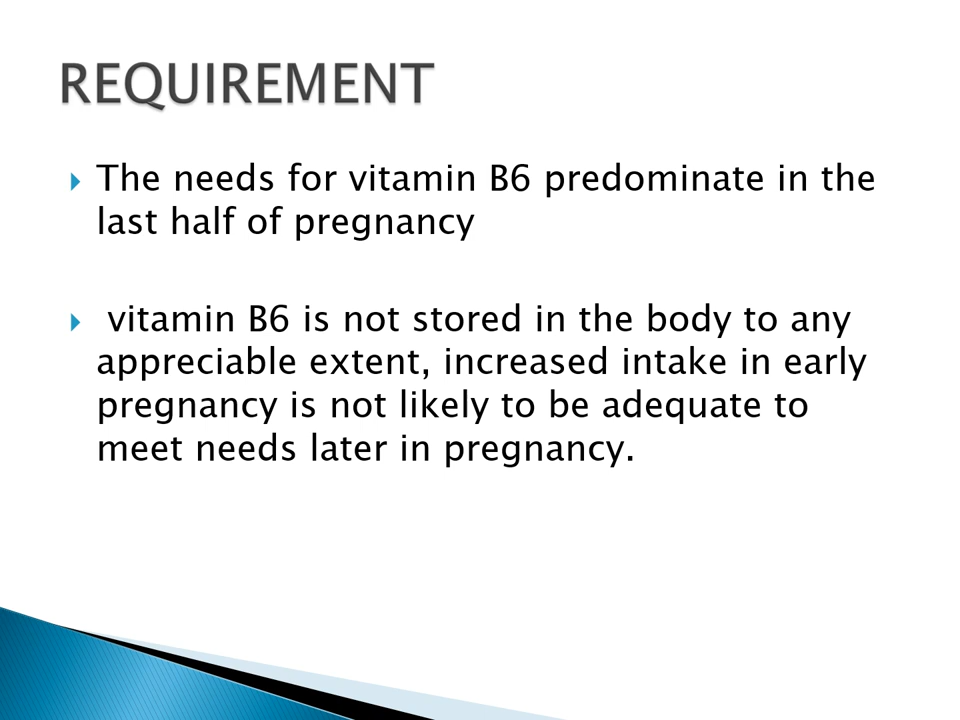 REQUIREMENT
The needs for vitamin B6 predominate in the
last half of pregnancy
vitamin B6 is not stored in the body to any
appreciable extent, increased intake in early
pregnancy is not likely to be adequate to
meet needs later in pregnancy.